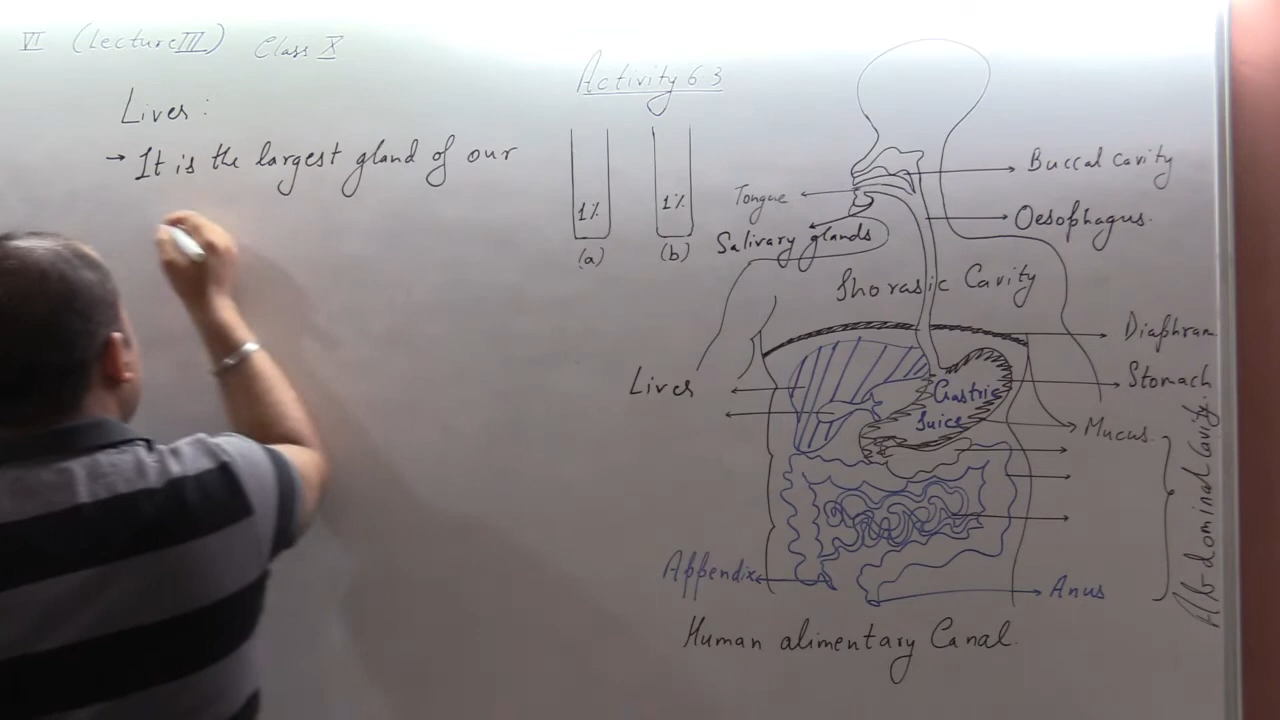 VI (Lecture III) Class X
Liver :
→ It is the largest gland of our
Activity 6.3
1%
1%
(a)
(b)
Buccal cavity
Tongue
Oesophagus.
Salivary glands
Thorasic Cavity
Diaphram
Stomach
Liver
Gastric
Juice
Mucus
Abdominal Cavity.
Appendix
Anus
Human alimentary Canal.